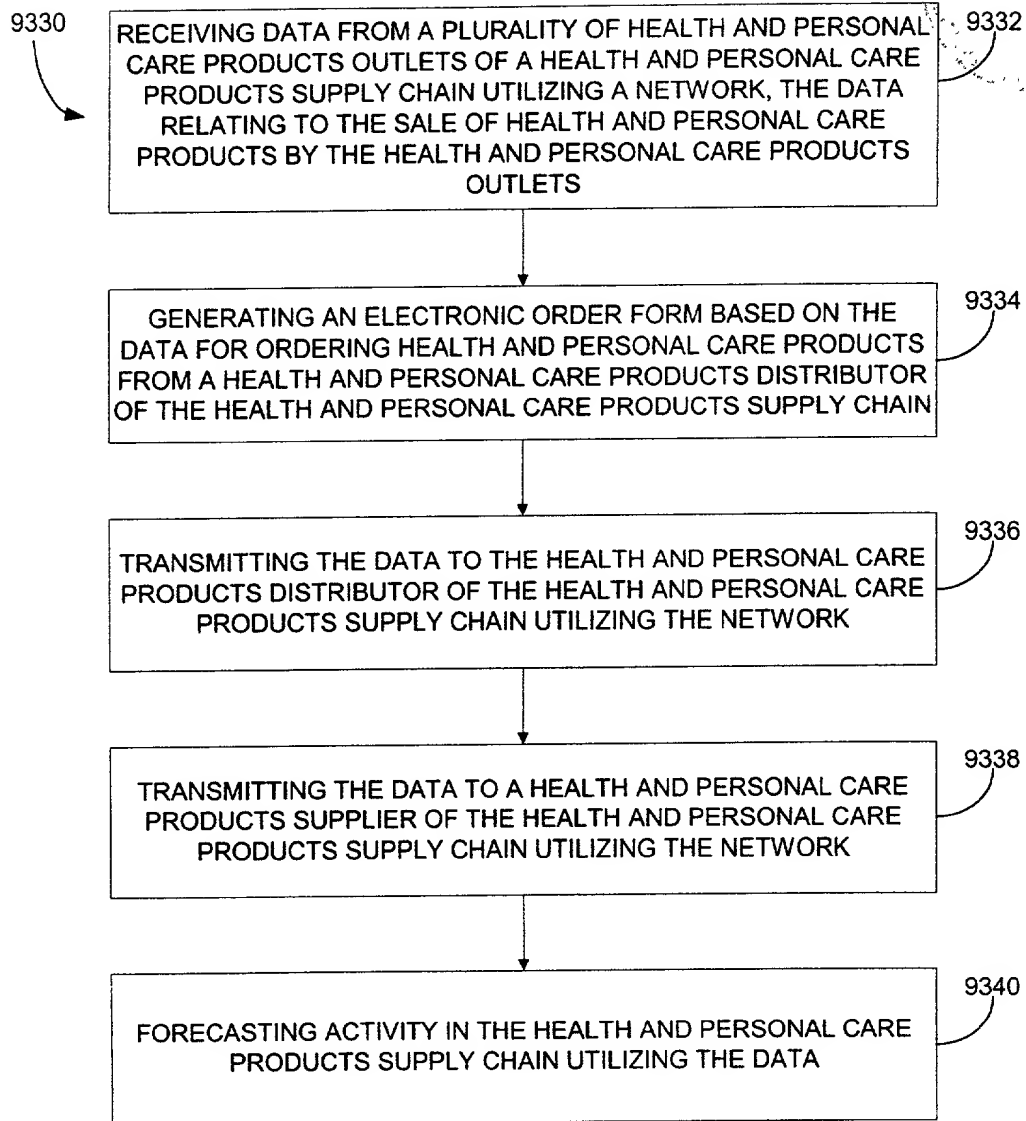 9330
RECEIVING DATA FROM A PLURALITY OF HEALTH AND PERSONAL
CARE PRODUCTS OUTLETS OF A HEALTH AND PERSONAL CARE
PRODUCTS SUPPLY CHAIN UTILIZING A NETWORK, THE DATA
RELATING TO THE SALE OF HEALTH AND PERSONAL CARE
PRODUCTS BY THE HEALTH AND PERSONAL CARE PRODUCTS
OUTLETS
9332
GENERATING AN ELECTRONIC ORDER FORM BASED ON THE
DATA FOR ORDERING HEALTH AND PERSONAL CARE PRODUCTS
FROM A HEALTH AND PERSONAL CARE PRODUCTS DISTRIBUTOR
OF THE HEALTH AND PERSONAL CARE PRODUCTS SUPPLY CHAIN
9334
TRANSMITTING THE DATA TO THE HEALTH AND PERSONAL CARE
PRODUCTS DISTRIBUTOR OF THE HEALTH AND PERSONAL CARE
PRODUCTS SUPPLY CHAIN UTILIZING THE NETWORK
9336
TRANSMITTING THE DATA TO A HEALTH AND PERSONAL CARE
PRODUCTS SUPPLIER OF THE HEALTH AND PERSONAL CARE
PRODUCTS SUPPLY CHAIN UTILIZING THE NETWORK
9338
FORECASTING ACTIVITY IN THE HEALTH AND PERSONAL CARE
PRODUCTS SUPPLY CHAIN UTILIZING THE DATA
9340